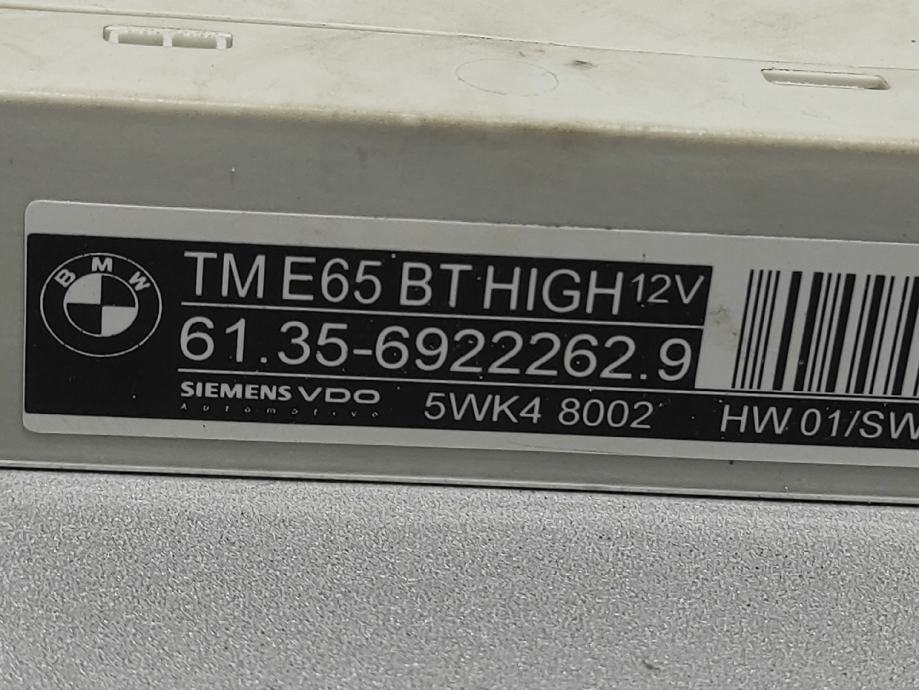 BMW
TM E65 BT HIGH 12V
61.35-6922262.9
SIEMENS VDO
Automotive
5WK4 8002
HW 01/SW